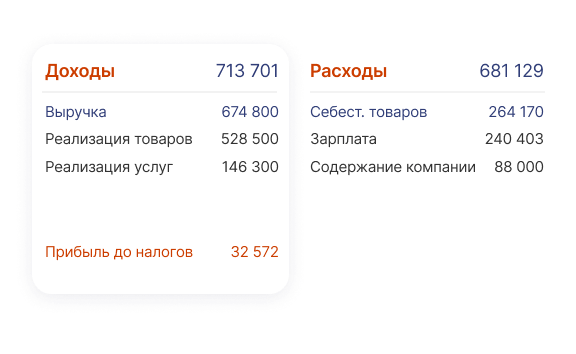 Доходы 713 701
Выручка 674 800
Реализация товаров 528 500
Реализация услуг 146 300
Прибыль до налогов 32 572
Расходы 681 129
Себест. товаров 264 170
Зарплата 240 403
Содержание компании 88 000